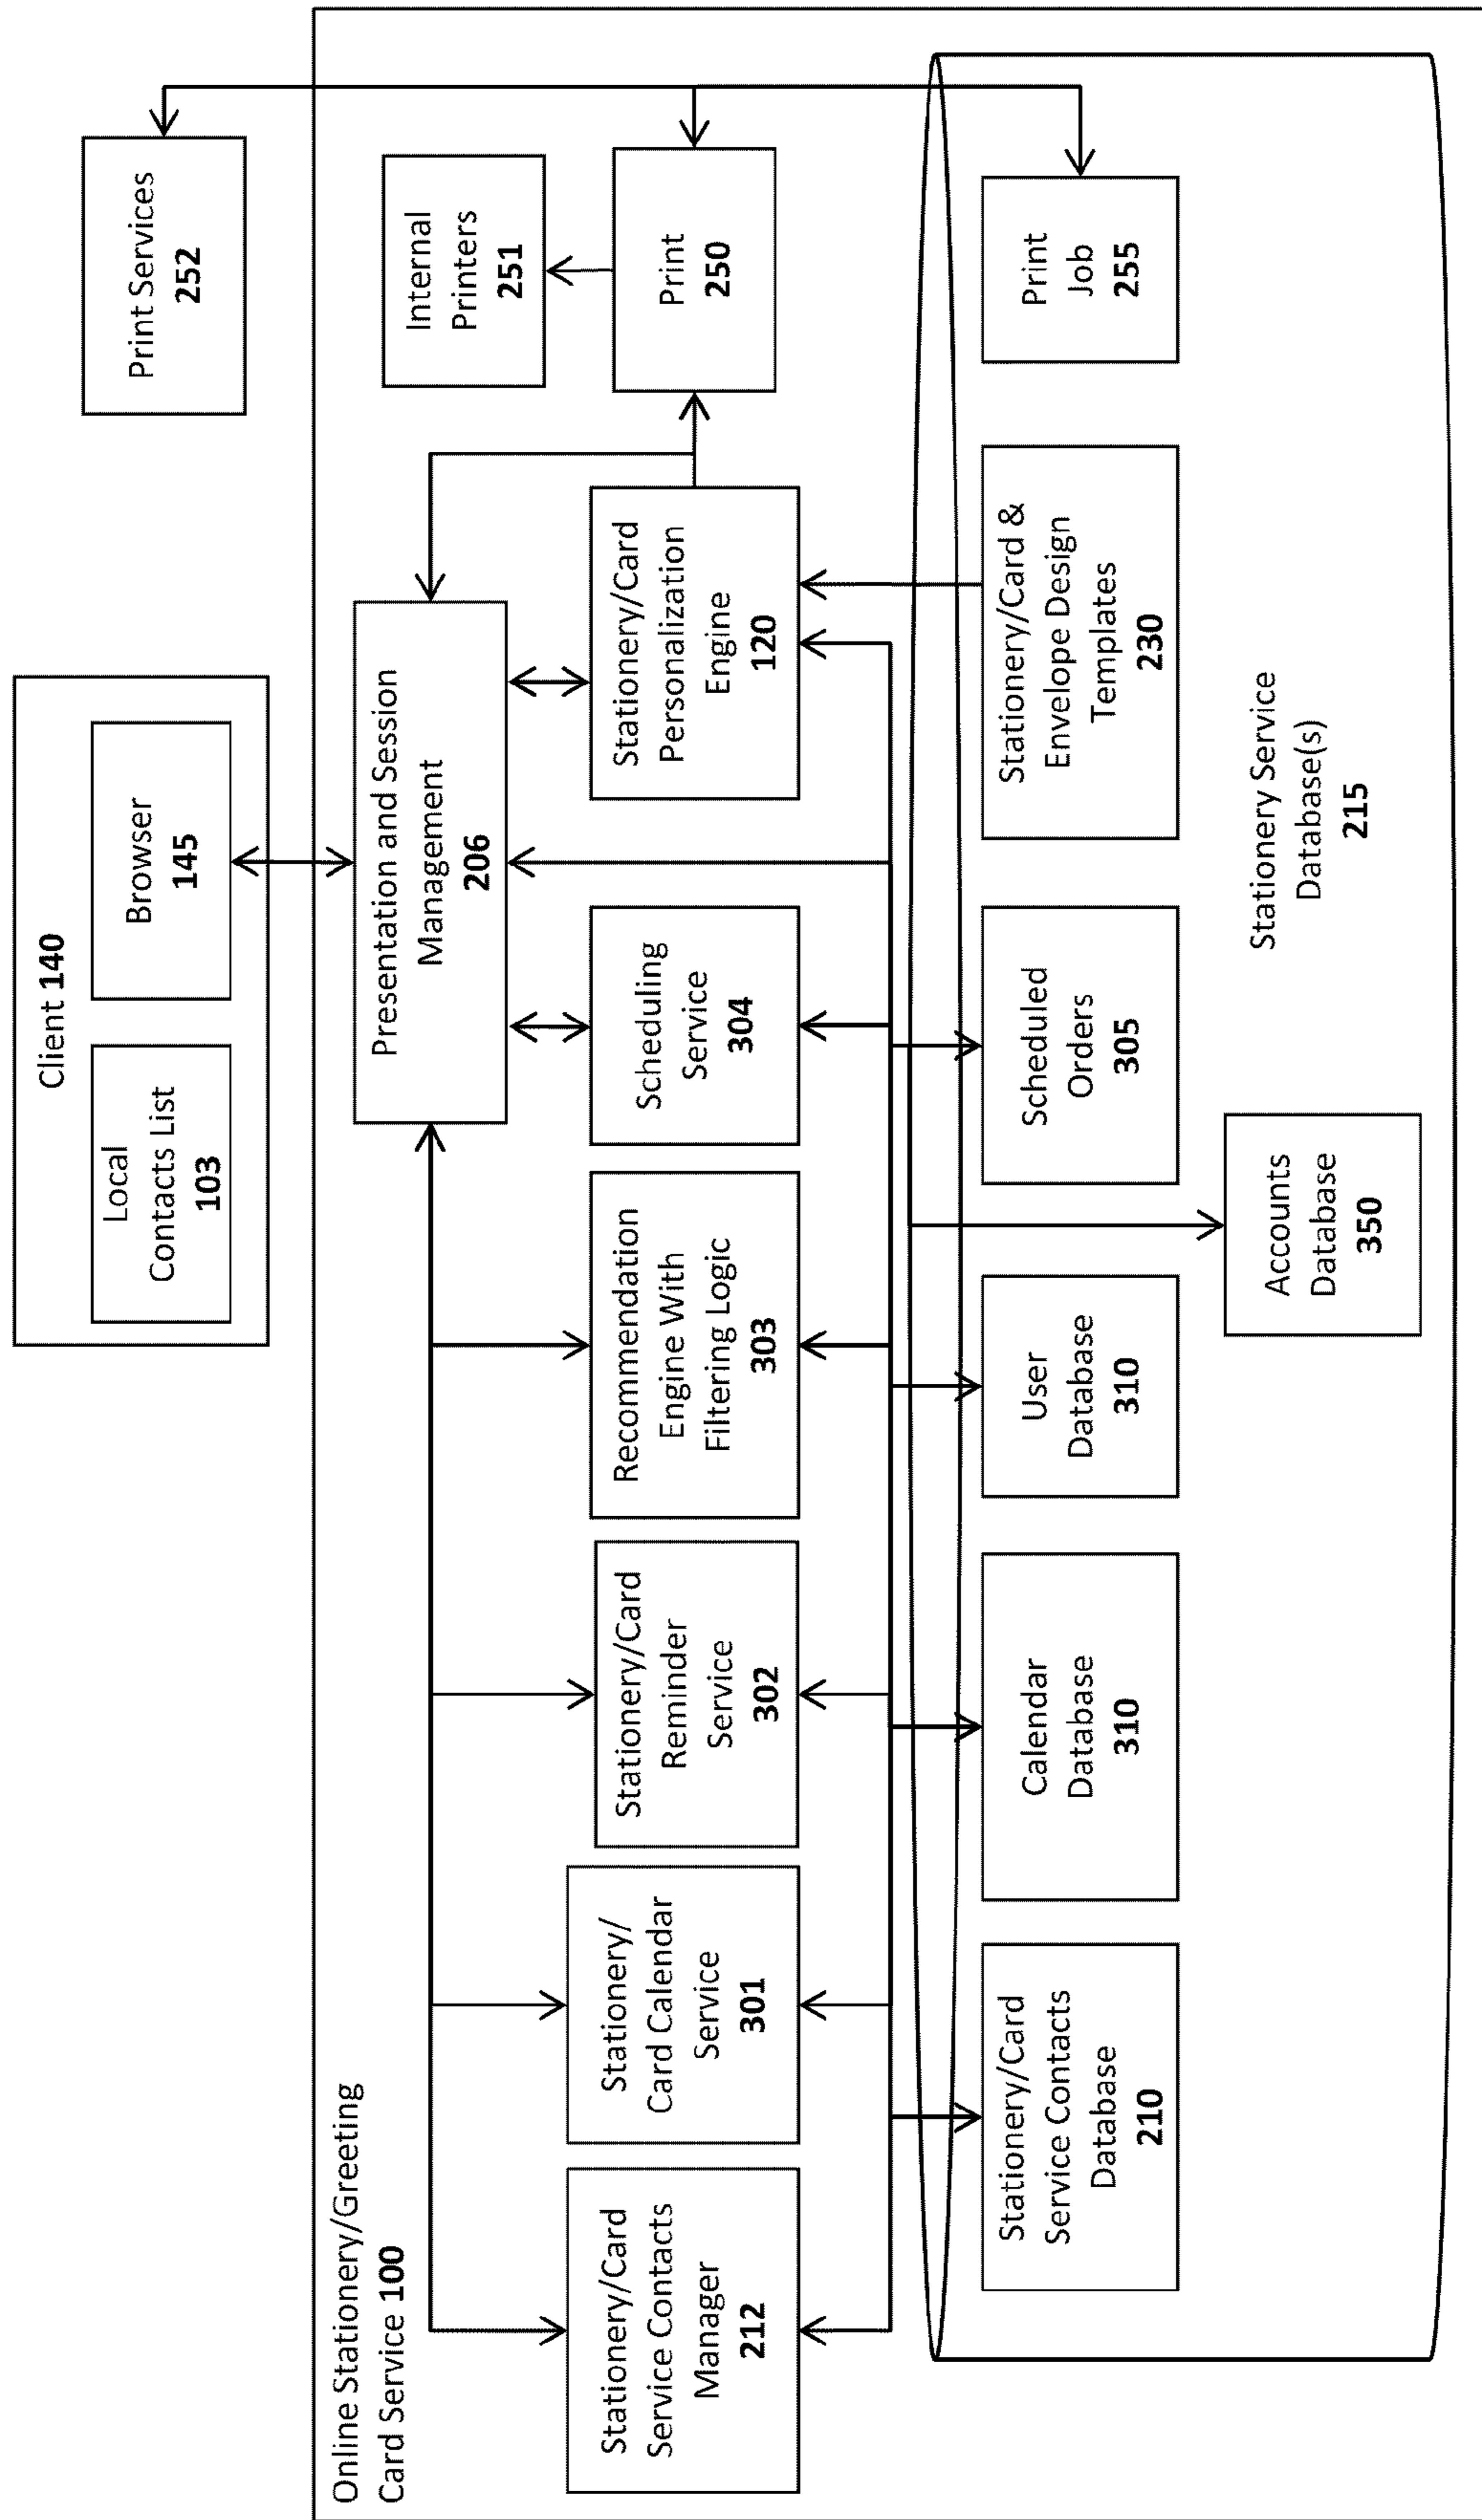 Client 140
Local
Contacts List
103
Browser
145
Print Services
252
Online Stationery/Greeting
Card Service 100
Presentation and Session
Management
206
Internal
Printers
251
Stationery/Card
Service Contacts
Manager
212
Stationery/
Card Calendar
Service
301
Stationery/Card
Reminder
Service
302
Recommendation
Engine With
Filtering Logic
303
Scheduling
Service
304
Stationery/Card
Personalization
Engine
120
Print
250
Stationery/Card
Service Contacts
Database
210
Calendar
Database
310
User
Database
310
Scheduled
Orders
305
Stationery/Card &
Envelope Design
Templates
230
Print
Job
255
Accounts
Database
350
Stationery Service
Database(s)
215